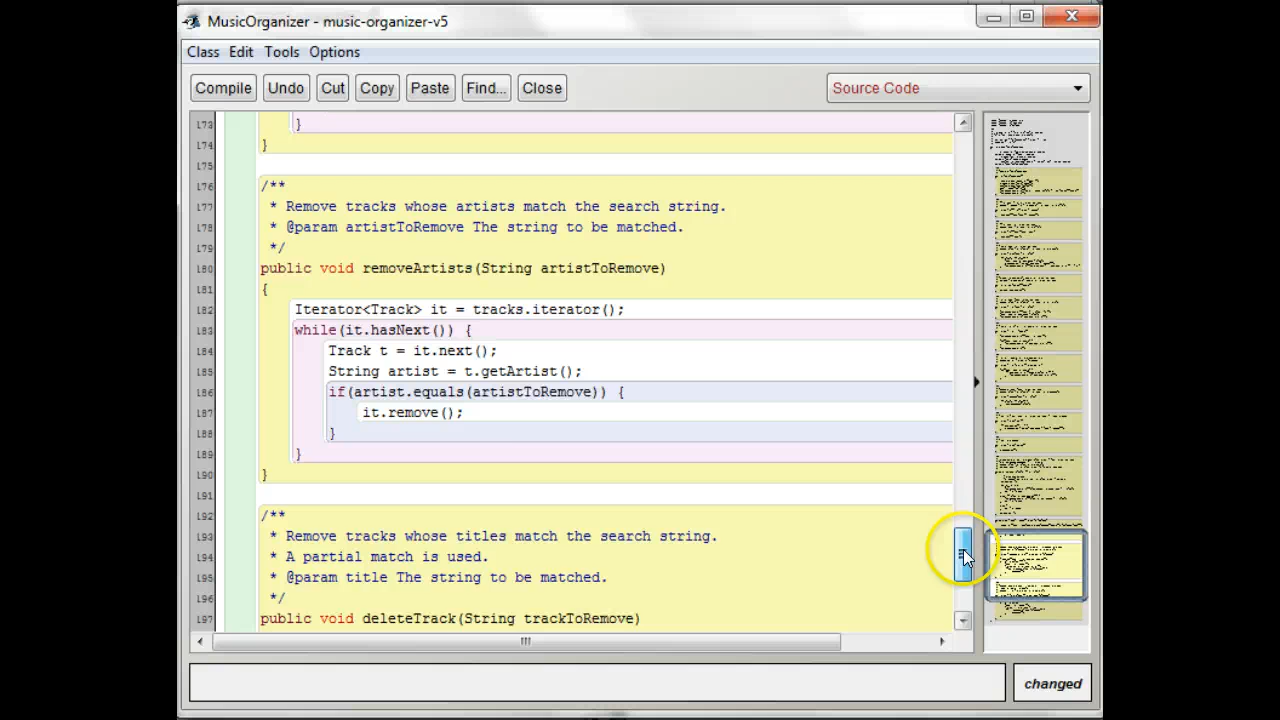 MusicOrganizer - music-organizer-v5
Class Edit Tools Options
Compile Undo Cut Copy Paste Find... Close Source Code
173 }
174 }
175
176 /**
177 * Remove tracks whose artists match the search string.
178 * @param artistToRemove The string to be matched.
179 */
180 public void removeArtists(String artistToRemove)
181 {
182 Iterator<Track> it = tracks.iterator();
183 while(it.hasNext()) {
184 Track t = it.next();
185 String artist = t.getArtist();
186 if(artist.equals(artistToRemove)) {
187 it.remove();
188 }
189 }
190 }
191
192 /**
193 * Remove tracks whose titles match the search string.
194 * A partial match is used.
195 * @param title The string to be matched.
196 */
197 public void deleteTrack(String trackToRemove)
changed